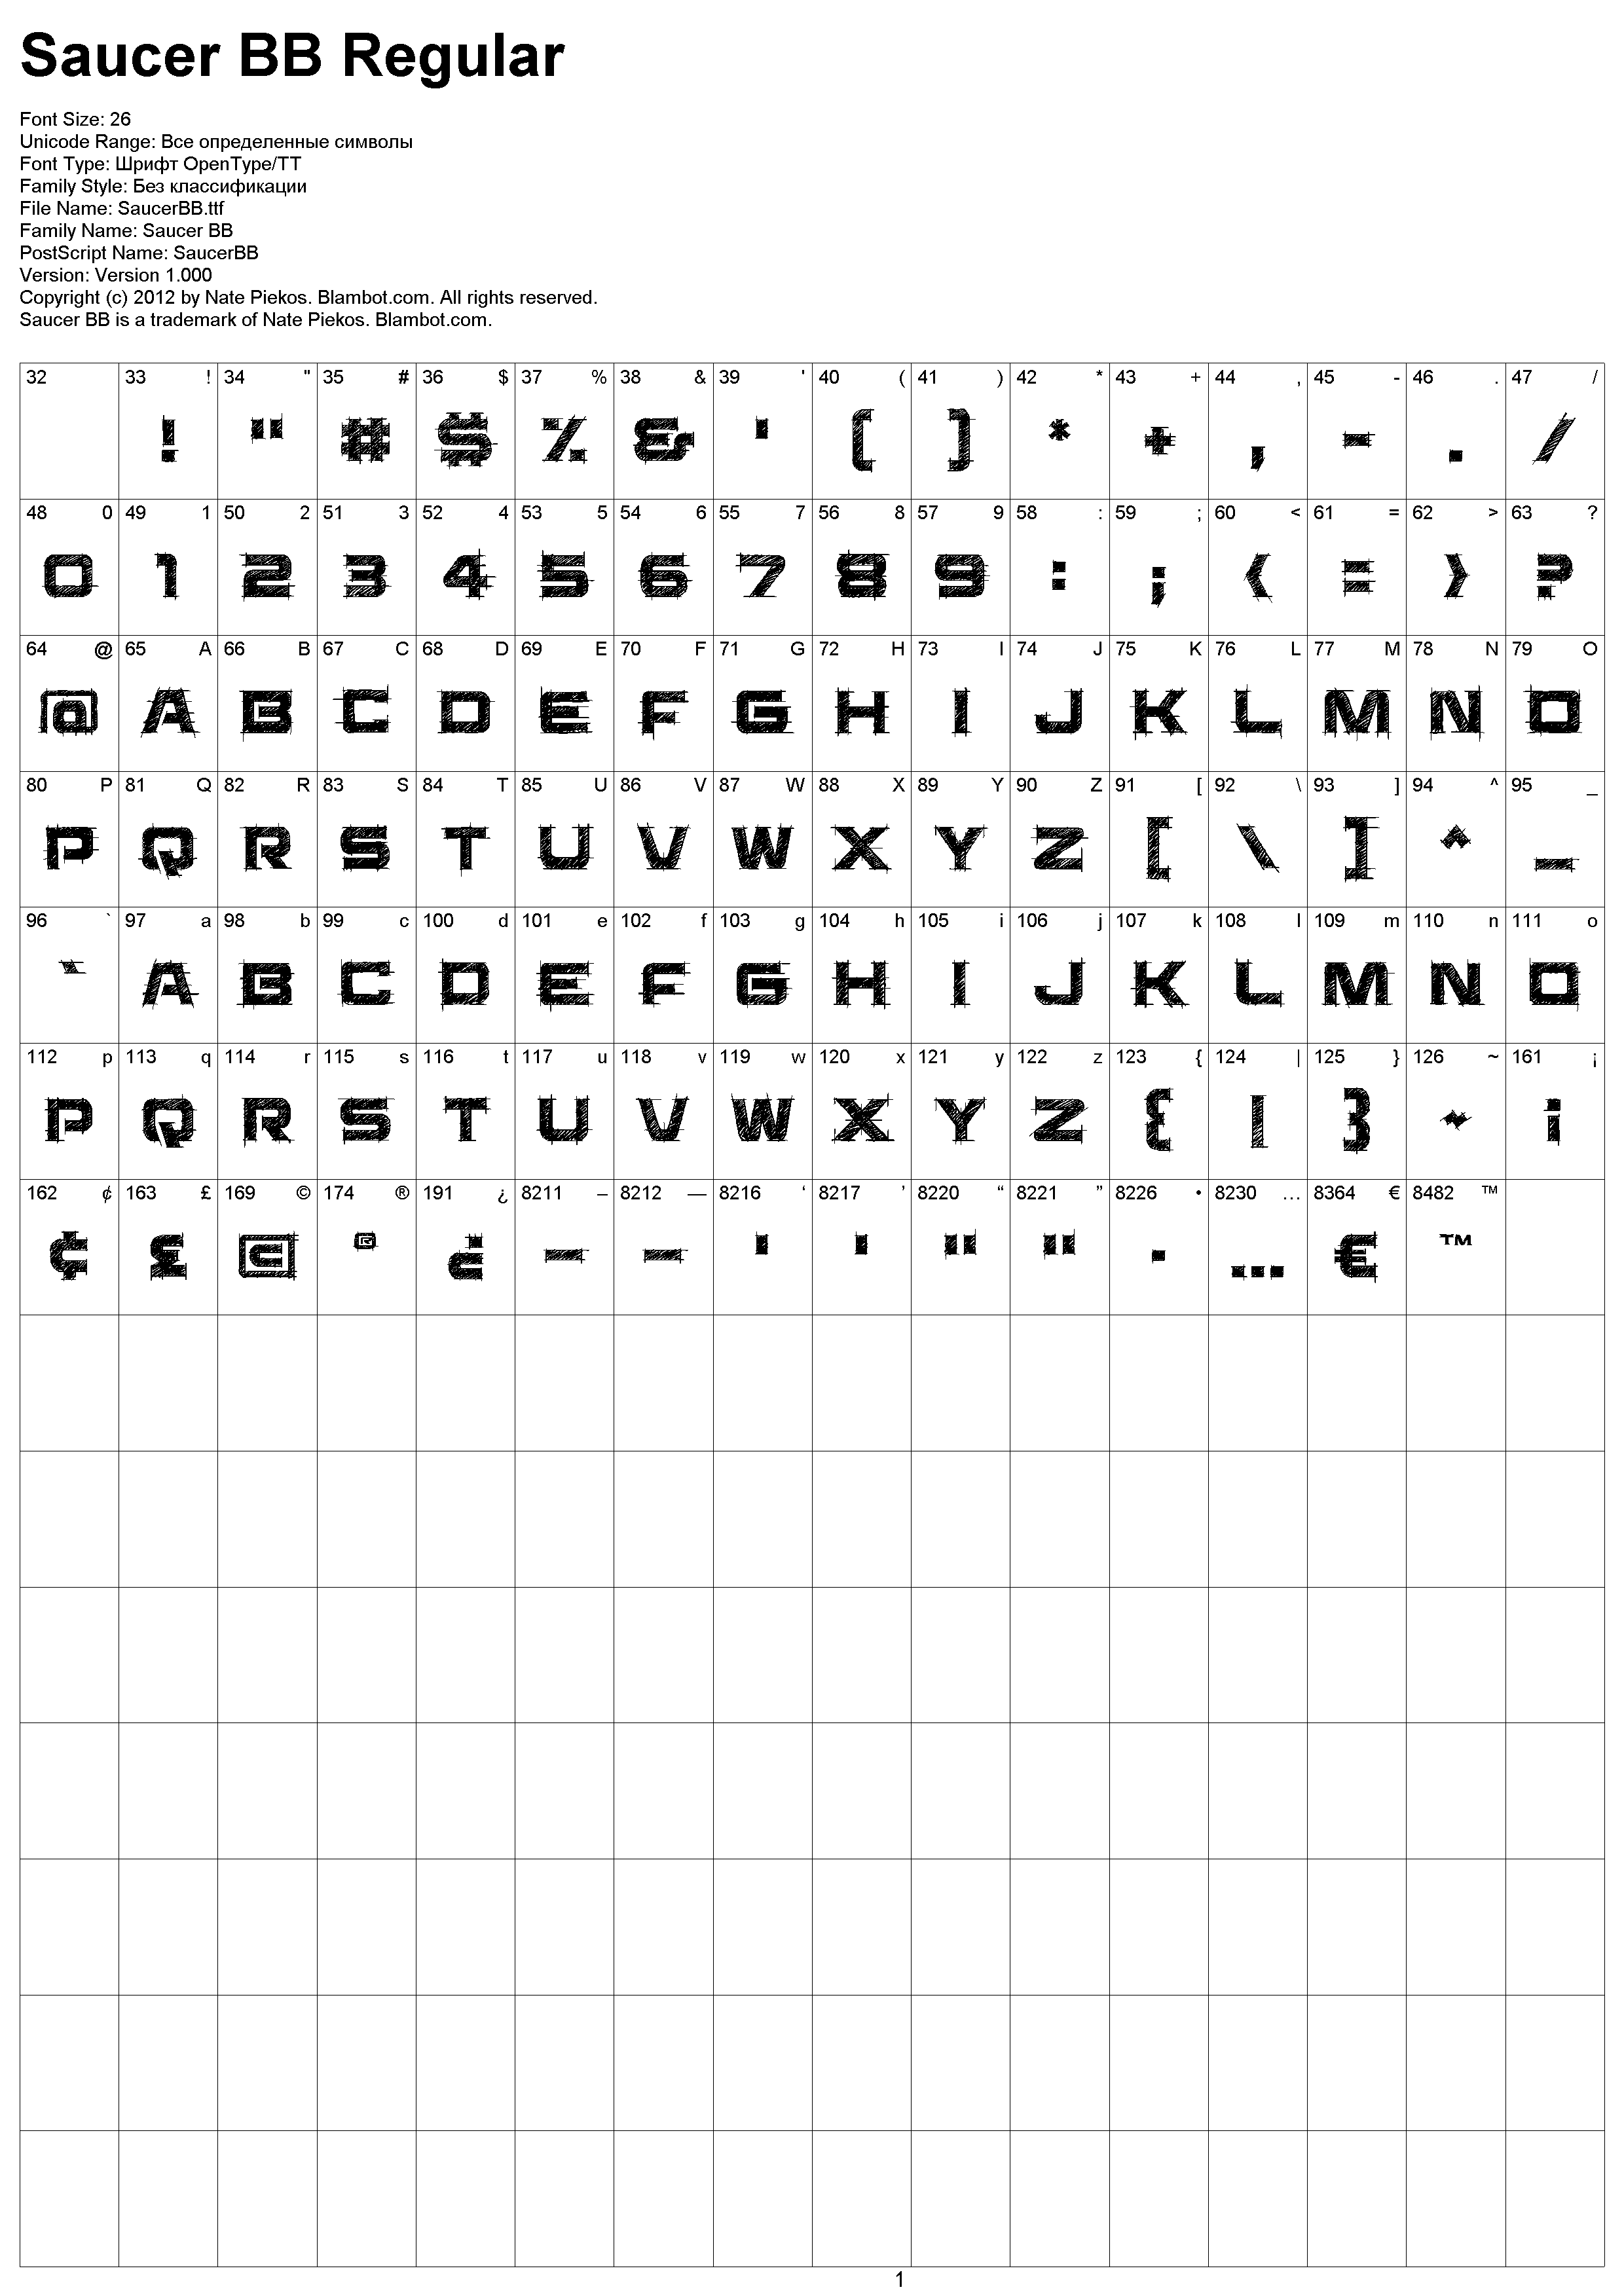 Saucer BB Regular
Font Size: 26
Unicode Range: Все определенные символы
Font Type: Шрифт OpenType/TT
Family Style: Без классификации
File Name: SaucerBB.ttf
Family Name: Saucer BB
PostScript Name: SaucerBB
Version: Version 1.000
Copyright (c) 2012 by Nate Piekos. Blambot.com. All rights reserved.
Saucer BB is a trademark of Nate Piekos. Blambot.com.
32 33 ! 34 " 35 # 36 $ 37 % 38 & 39 ' 40 ( 41 ) 42 * 43 + 44 , 45 - 46 . 47 /
! " # $ % & ' ( ) * + , - . /
48 0 49 1 50 2 51 3 52 4 53 5 54 6 55 7 56 8 57 9 58 : 59 ; 60 < 61 = 62 > 63 ?
0 1 2 3 4 5 6 7 8 9 : ; < = > ?
64 @ 65 A 66 B 67 C 68 D 69 E 70 F 71 G 72 H 73 I 74 J 75 K 76 L 77 M 78 N 79 O
@ A B C D E F G H I J K L M N O
80 P 81 Q 82 R 83 S 84 T 85 U 86 V 87 W 88 X 89 Y 90 Z 91 [ 92 \ 93 ] 94 ^ 95 _
P Q R S T U V W X Y Z [ \ ] ^ _
96 ` 97 a 98 b 99 c 100 d 101 e 102 f 103 g 104 h 105 i 106 j 107 k 108 l 109 m 110 n 111 o
` A B C D E F G H I J K L M N O
112 p 113 q 114 r 115 s 116 t 117 u 118 v 119 w 120 x 121 y 122 z 123 { 124 | 125 } 126 ~ 161 ¡
P Q R S T U V W X Y Z { | } ~ ¡
162 ¢ 163 £ 169 © 174 ® 191 ¿ 8211 – 8212 — 8216 ‘ 8217 ’ 8220 “ 8221 ” 8226 • 8230 … 8364 € 8482 ™
¢ £ © ® ¿ – — ‘ ’ “ ” • … € ™
1